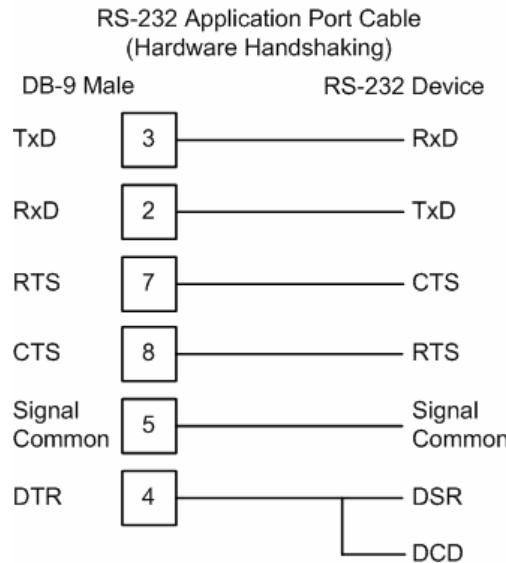 RS-232 Application Port Cable
(Hardware Handshaking)
DB-9 Male RS-232 Device
TxD 3 RxD
RxD 2 TxD
RTS 7 CTS
CTS 8 RTS
Signal Common 5 Signal Common
DTR 4 DSR
DCD